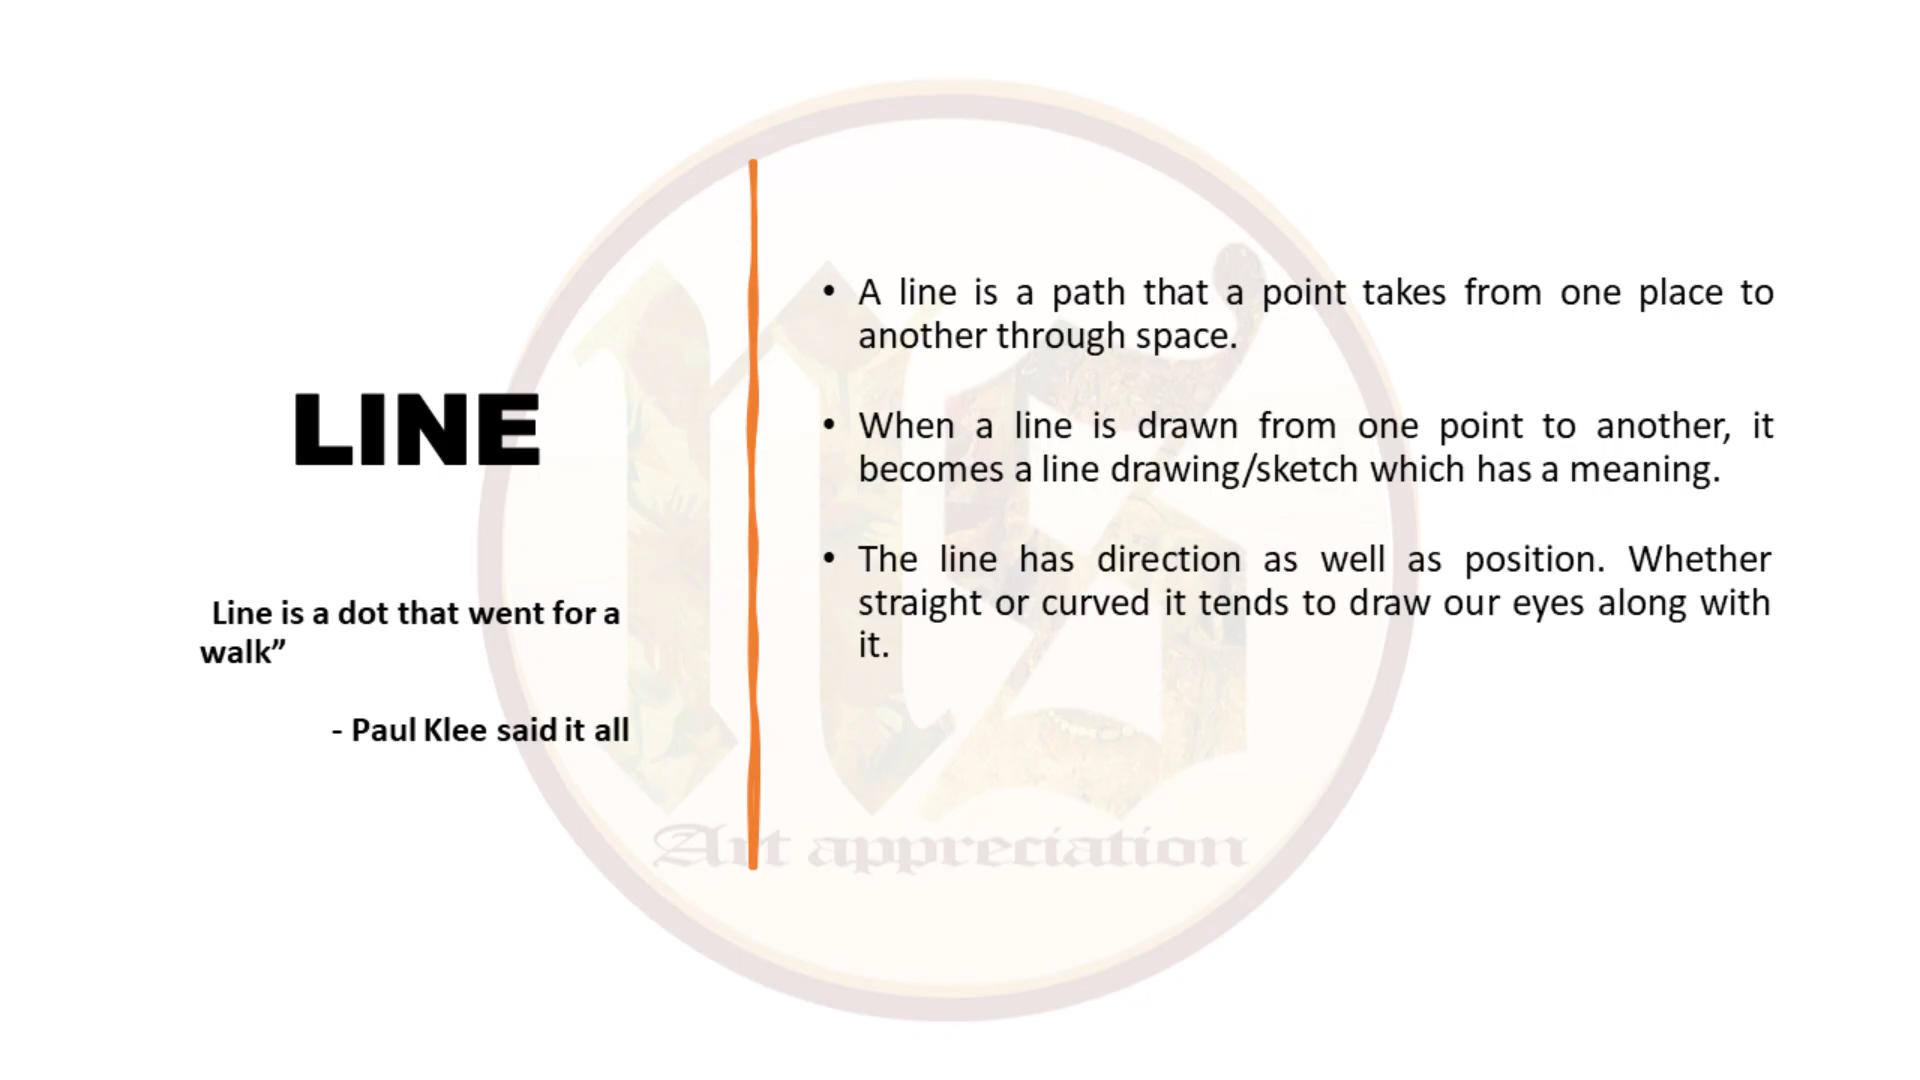 LINE
Line is a dot that went for a
walk”
- Paul Klee said it all
• A line is a path that a point takes from one place to
another through space.
• When a line is drawn from one point to another, it
becomes a line drawing/sketch which has a meaning.
• The line has direction as well as position. Whether
straight or curved it tends to draw our eyes along with
it.
nS
Art appreciation